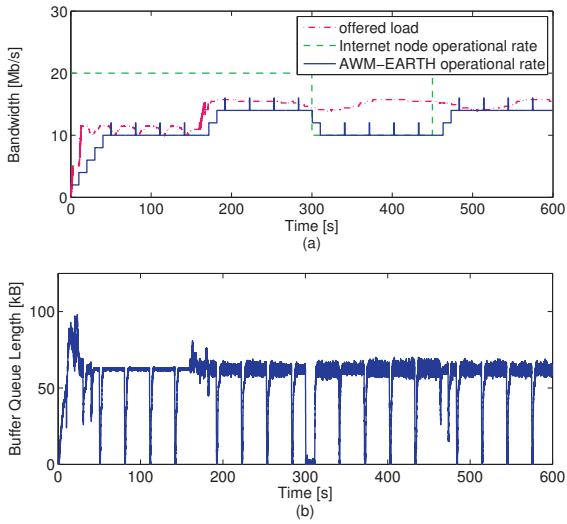 offered load
Internet node operational rate
AWM−EARTH operational rate
Bandwidth [Mb/s]
30
20
10
0
0 100 200 300 400 500 600
Time [s]
(a)
Buffer Queue Length [kB]
100
50
0
0 100 200 300 400 500 600
Time [s]
(b)